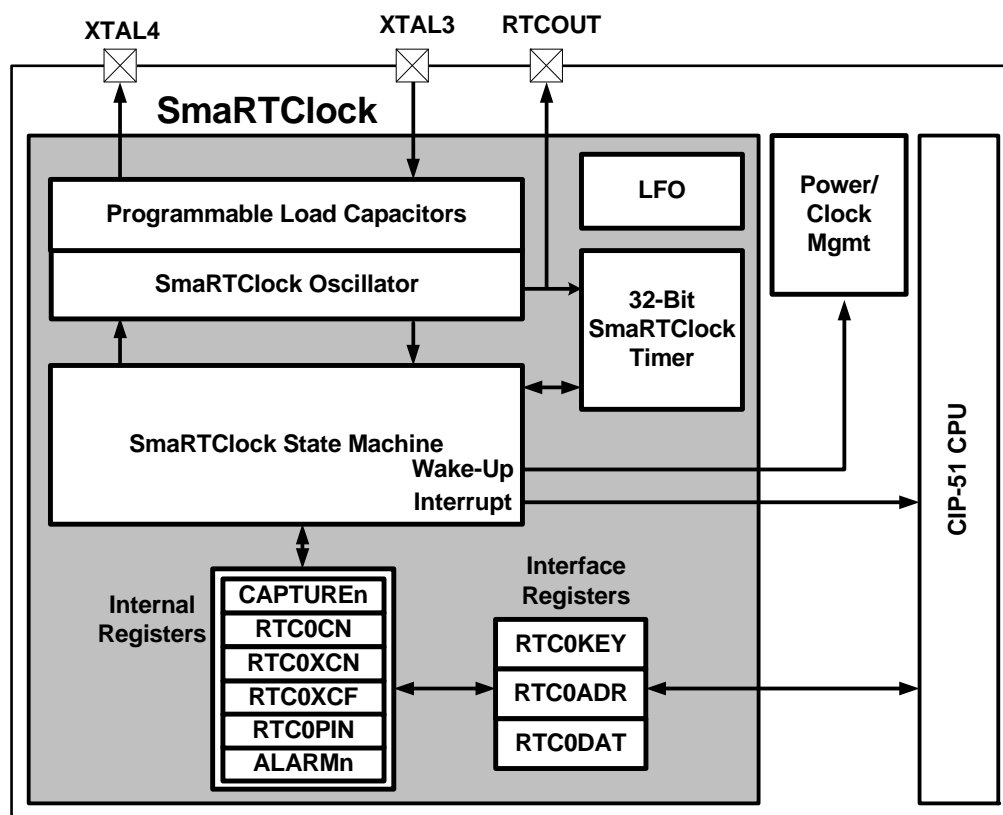 XTAL4
XTAL3
RTCOUT
SmaRTClock
Programmable Load Capacitors
SmaRTClock Oscillator
LFO
32-Bit
SmaRTClock
Timer
Power/
Clock
Mgmt
SmaRTClock State Machine
Wake-Up
Interrupt
CIP-51 CPU
Internal
Registers
CAPTUREn
RTC0CN
RTC0XCN
RTC0XCF
RTC0PIN
ALARMn
Interface
Registers
RTC0KEY
RTC0ADR
RTC0DAT